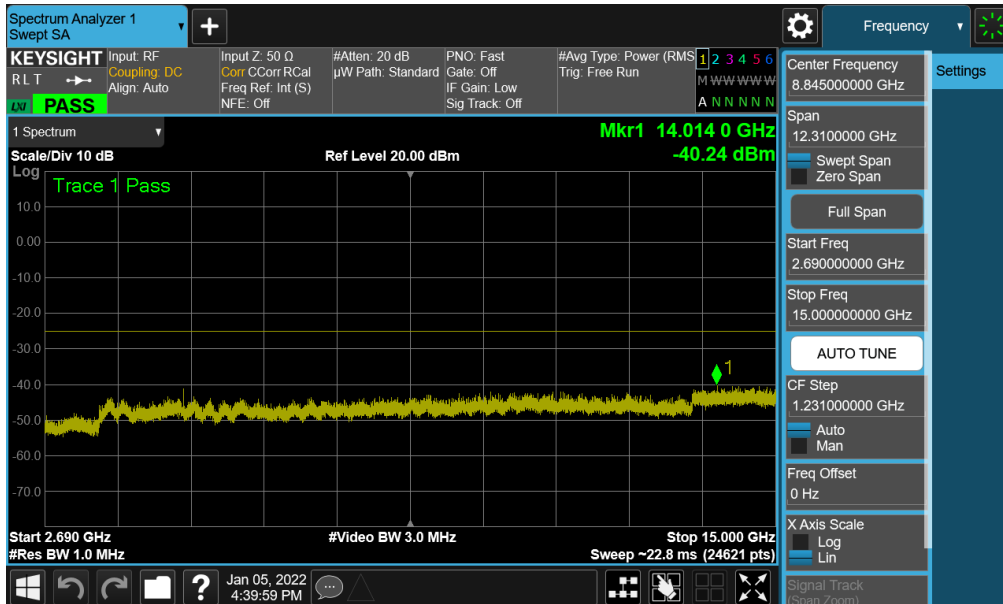 Spectrum Analyzer 1
Swept SA
+
Frequency
KEYSIGHT
RLT
LXI
PASS
Input: RF
Coupling: DC
Align: Auto
Input Z: 50 Ω
Corr CCorr RCal
Freq Ref: Int (S)
NFE: Off
#Atten: 20 dB
µW Path: Standard
PNO: Fast
Gate: Off
IF Gain: Low
Sig Track: Off
#Avg Type: Power (RMS
Trig: Free Run
1 2 3 4 5 6
M W W W W W
A N N N N N
1 Spectrum
Mkr1 14.014 0 GHz
-40.24 dBm
Scale/Div 10 dB
Ref Level 20.00 dBm
Log
Trace 1 Pass
10.0
0.00
-10.0
-20.0
-30.0
1
-40.0
-50.0
-60.0
-70.0
Start 2.690 GHz
#Video BW 3.0 MHz
Stop 15.000 GHz
#Res BW 1.0 MHz
Sweep ~22.8 ms (24621 pts)
?
Jan 05, 2022
4:39:59 PM
Center Frequency
8.845000000 GHz
Span
12.3100000 GHz
Swept Span
Zero Span
Full Span
Start Freq
2.690000000 GHz
Stop Freq
15.000000000 GHz
AUTO TUNE
CF Step
1.231000000 GHz
Auto
Man
Freq Offset
0 Hz
X Axis Scale
Log
Lin
Signal Track
(Span Zoom)
Settings